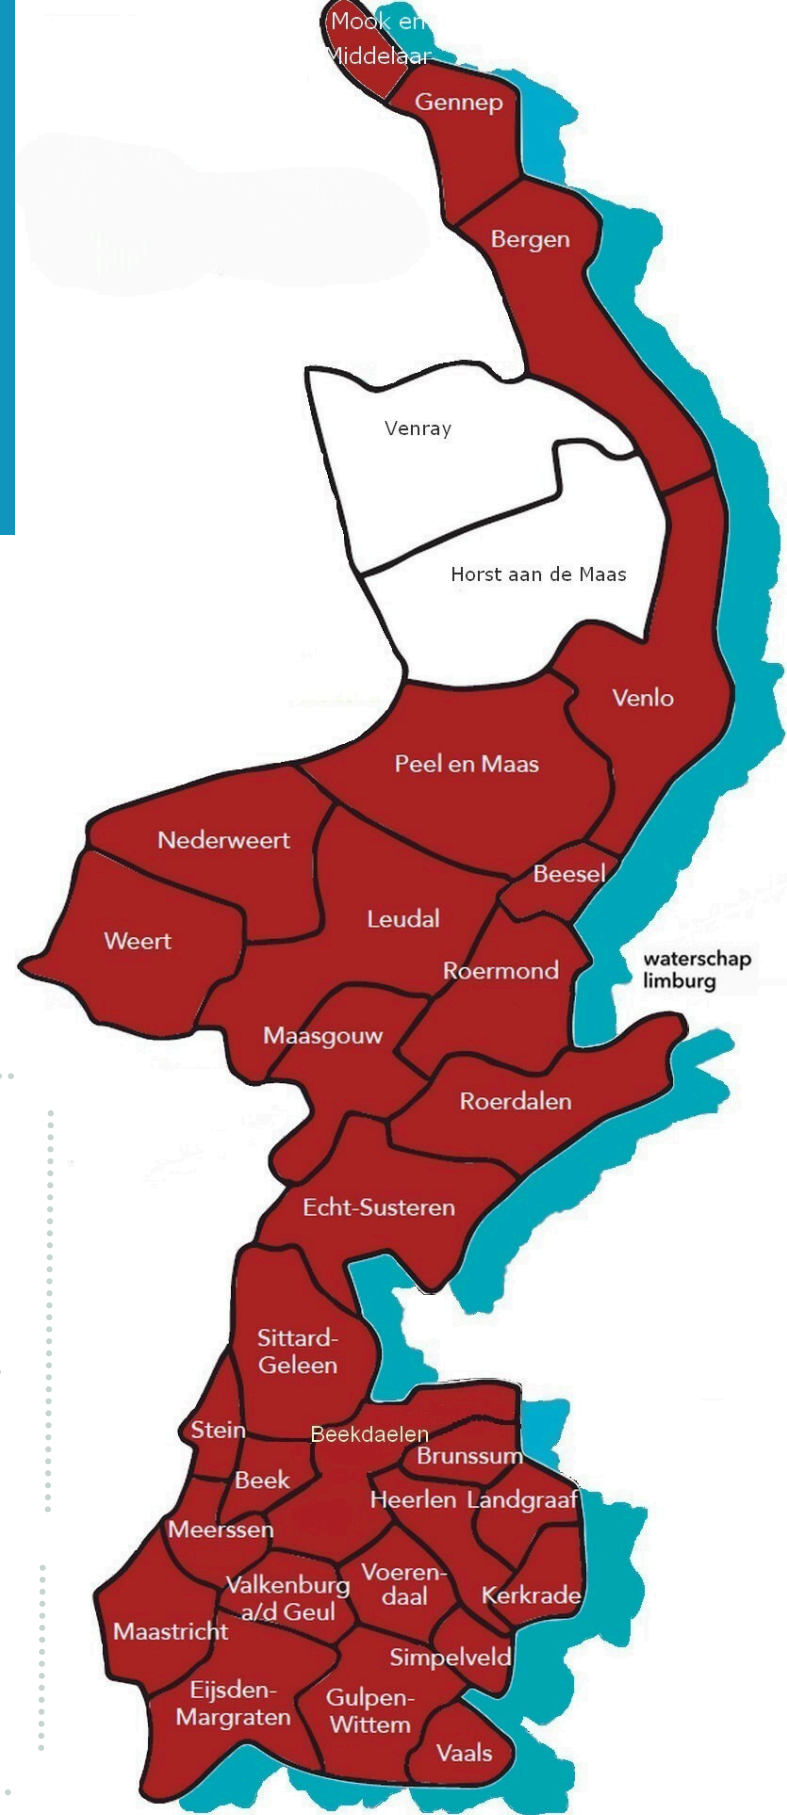 Mook en
Middelaar
Gennep
Bergen
Venray
Horst aan de Maas
Venlo
Peel en Maas
Nederweert
Beesel
Leudal
Weert
Roermond
waterschap
limburg
Maasgouw
Roerdalen
Echt-Susteren
Sittard-
Geleen
Stein
Beekdaelen
Brunssum
Beek
Heerlen
Landgraaf
Meerssen
Voeren-
daal
Valkenburg
a/d Geul
Kerkrade
Maastricht
Simpelveld
Eijsden-
Margraten
Gulpen-
Wittem
Vaals